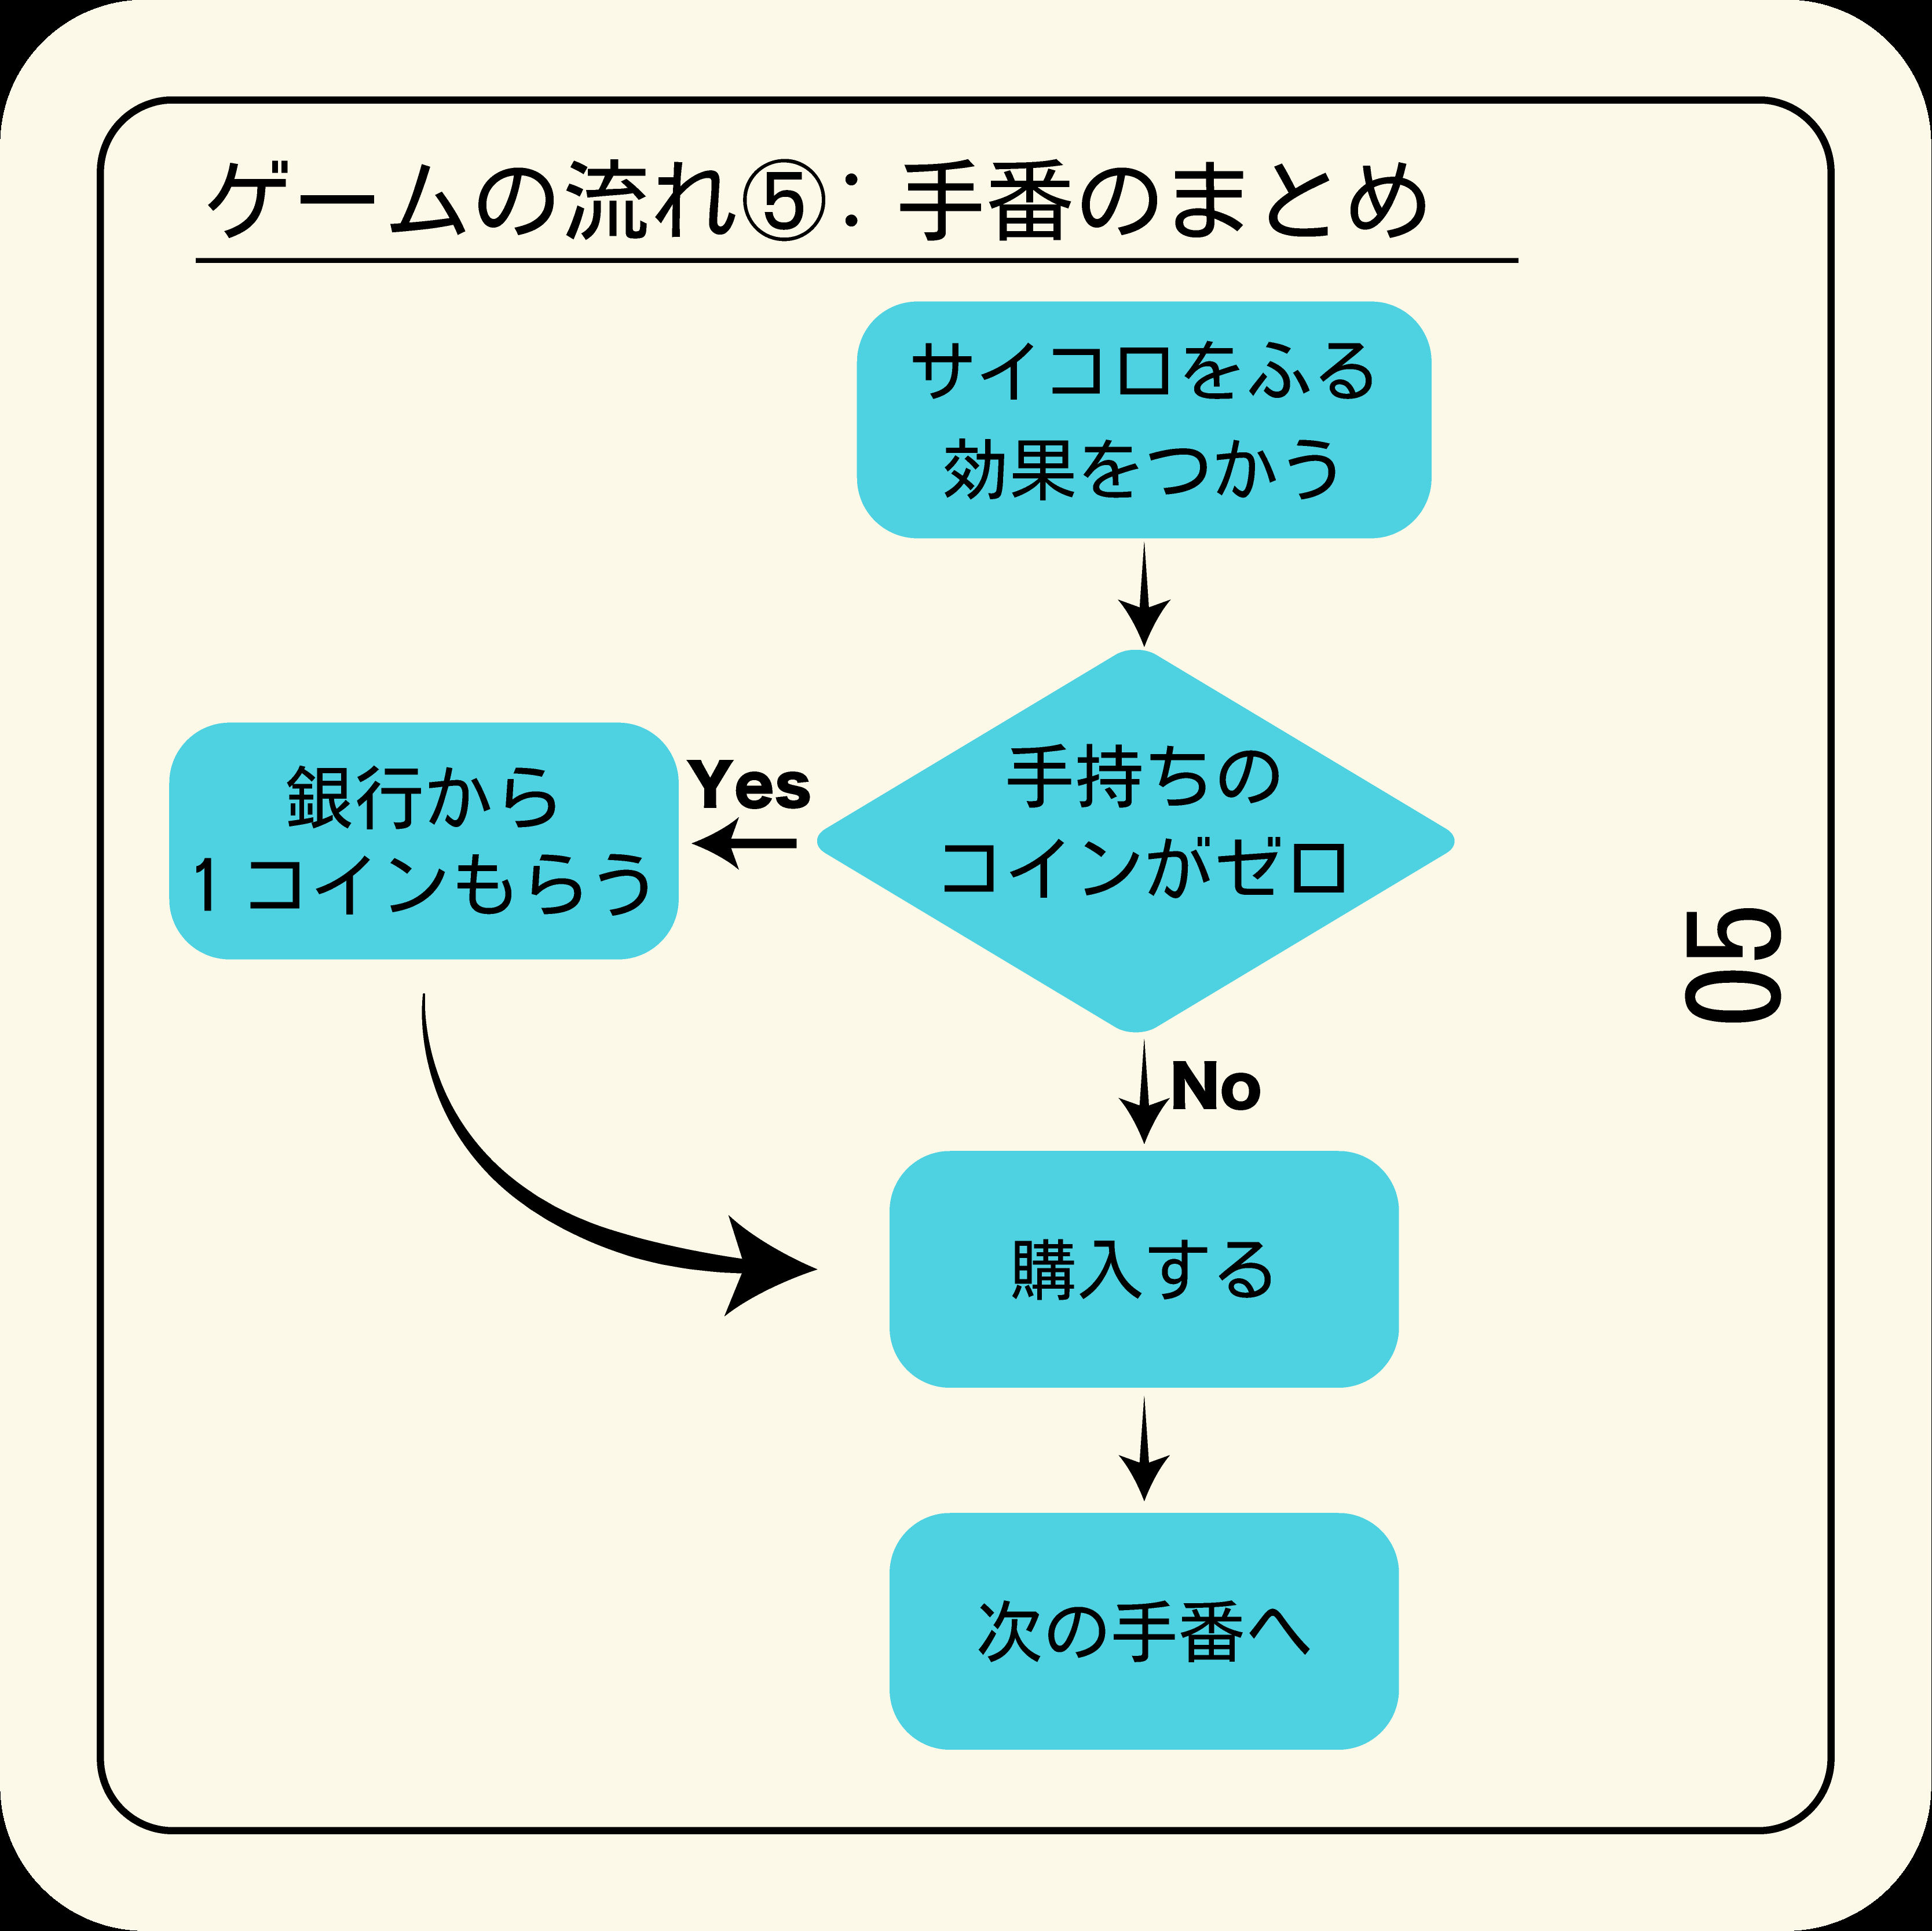 ゲームの流れ⑤：手番のまとめ
サイコロをふる
効果をつかう
手持ちの
コインがゼロ
Yes
銀行から
1コインもらう
No
購入する
次の手番へ
05